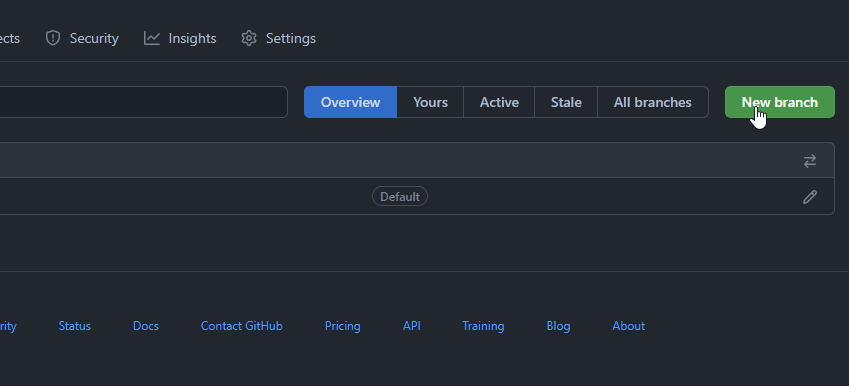 ects Security Insights Settings
Overview Yours Active Stale All branches New branch
Default
rity Status Docs Contact GitHub Pricing API Training Blog About